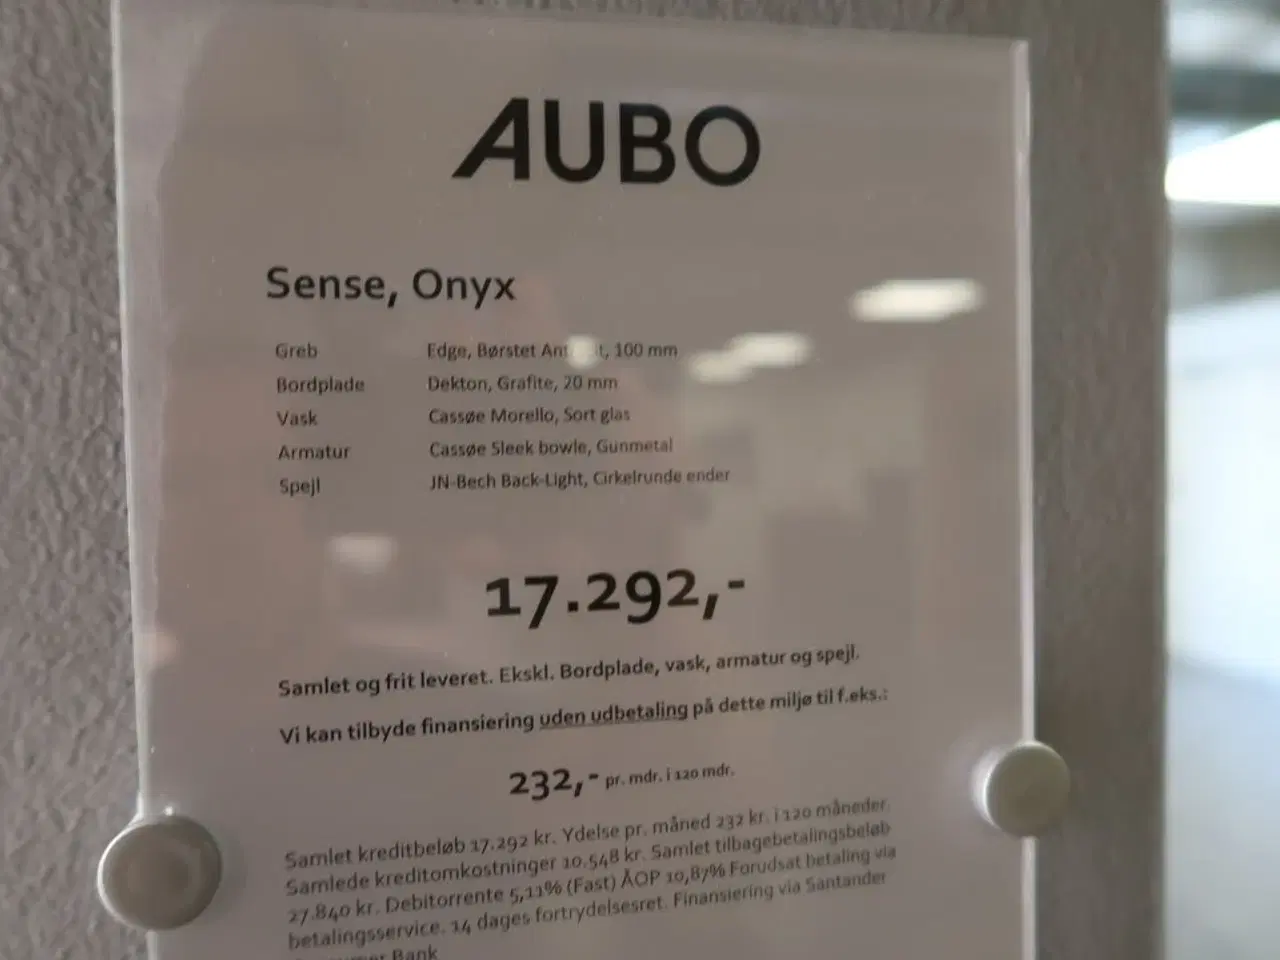 AUBO
Sense, Onyx
Greb Edge, Børstet , 100 mm
Bordplade Dekton, Grafite, 20 mm
Vask Cassøe Morello, Sort glas
Armatur Cassøe Sleek bowle, Gunmetal
Spejl JN-Bech Back-Light, Cirkelrunde ender
17.292,-
Samlet og frit leveret. Ekskl. Bordplade, vask, armatur og spejl.
Vi kan tilbyde finansiering uden udbetaling på dette miljø til f.eks.:
232,- pr. mdr. i 120 mdr.
Samlet kreditbeløb 17.292 kr. Ydelse pr. måned 232 kr. i 120 måneder
Samlede kreditomkostninger 10.548 kr. Samlet tilbagebetalingsbeløb
27.840 kr. Debitorrente 5,11% (Fast) ÅOP 10,87% Forudsat betaling via
betalingsservice. 14 dages fortrydelsesret. Finansiering via Santander
Bank